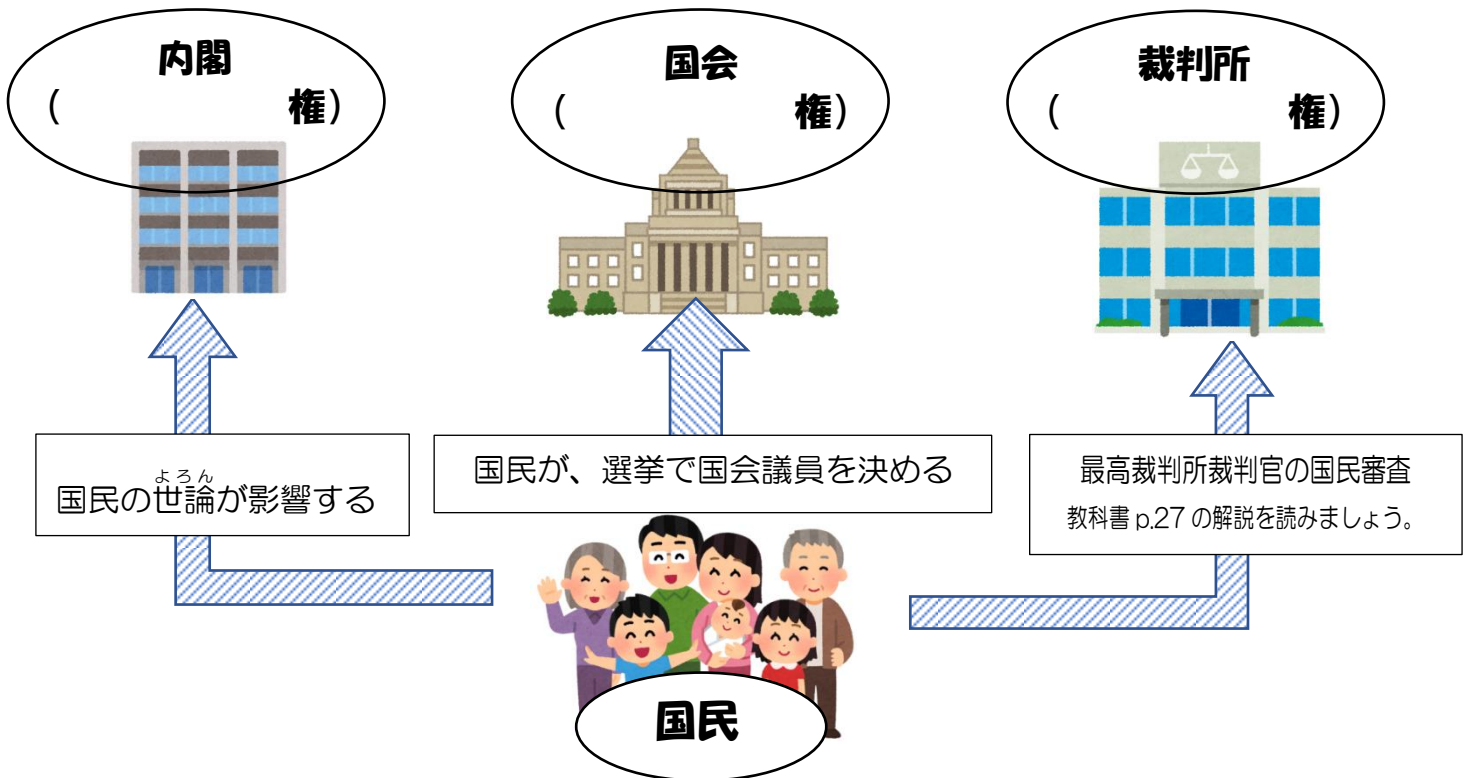 内閣
( 権)
国会
( 権)
裁判所
( 権)
よろん
国民の世論が影響する
国民が、選挙で国会議員を決める
最高裁判所裁判官の国民審査
教科書 p.27 の解説を読みましょう。
国民